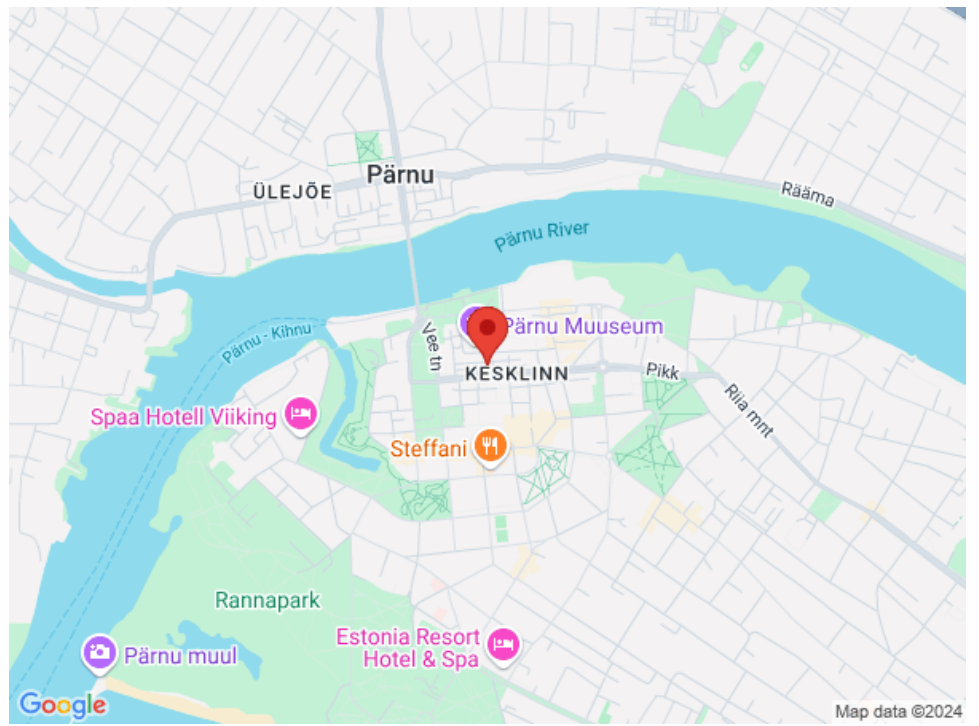 Pärnu
ÜLEJÕE
Rääma
Pärnu River
Pärnu - Kihnu
Vee tn
Pärnu Muuseum
KESKLINN
Pikk
Riia mnt
Spaa Hotell Viiking
Steffani
Rannapark
Estonia Resort
Hotel & Spa
Pärnu muul
Google
Map data ©2024